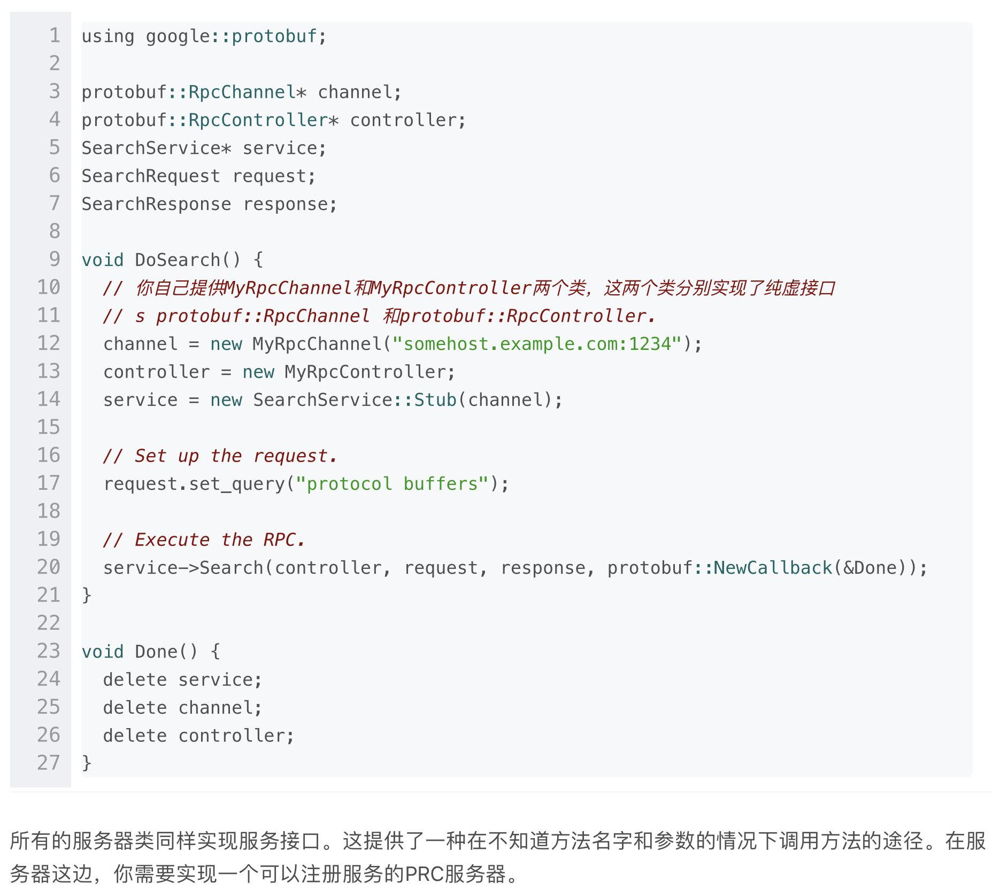 1 using google::protobuf;
2
3 protobuf::RpcChannel* channel;
4 protobuf::RpcController* controller;
5 SearchService* service;
6 SearchRequest request;
7 SearchResponse response;
8
9 void DoSearch() {
10   // 你自己提供MyRpcChannel和MyRpcController两个类，这两个类分别实现了纯虚接口
11   // s protobuf::RpcChannel 和protobuf::RpcController.
12   channel = new MyRpcChannel("somehost.example.com:1234");
13   controller = new MyRpcController;
14   service = new SearchService::Stub(channel);
15
16   // Set up the request.
17   request.set_query("protocol buffers");
18
19   // Execute the RPC.
20   service->Search(controller, request, response, protobuf::NewCallback(&Done));
21 }
22
23 void Done() {
24   delete service;
25   delete channel;
26   delete controller;
27 }
所有的服务器类同样实现服务接口。这提供了一种在不知道方法名字和参数的情况下调用方法的途径。在服
务器这边，你需要实现一个可以注册服务的PRC服务器。